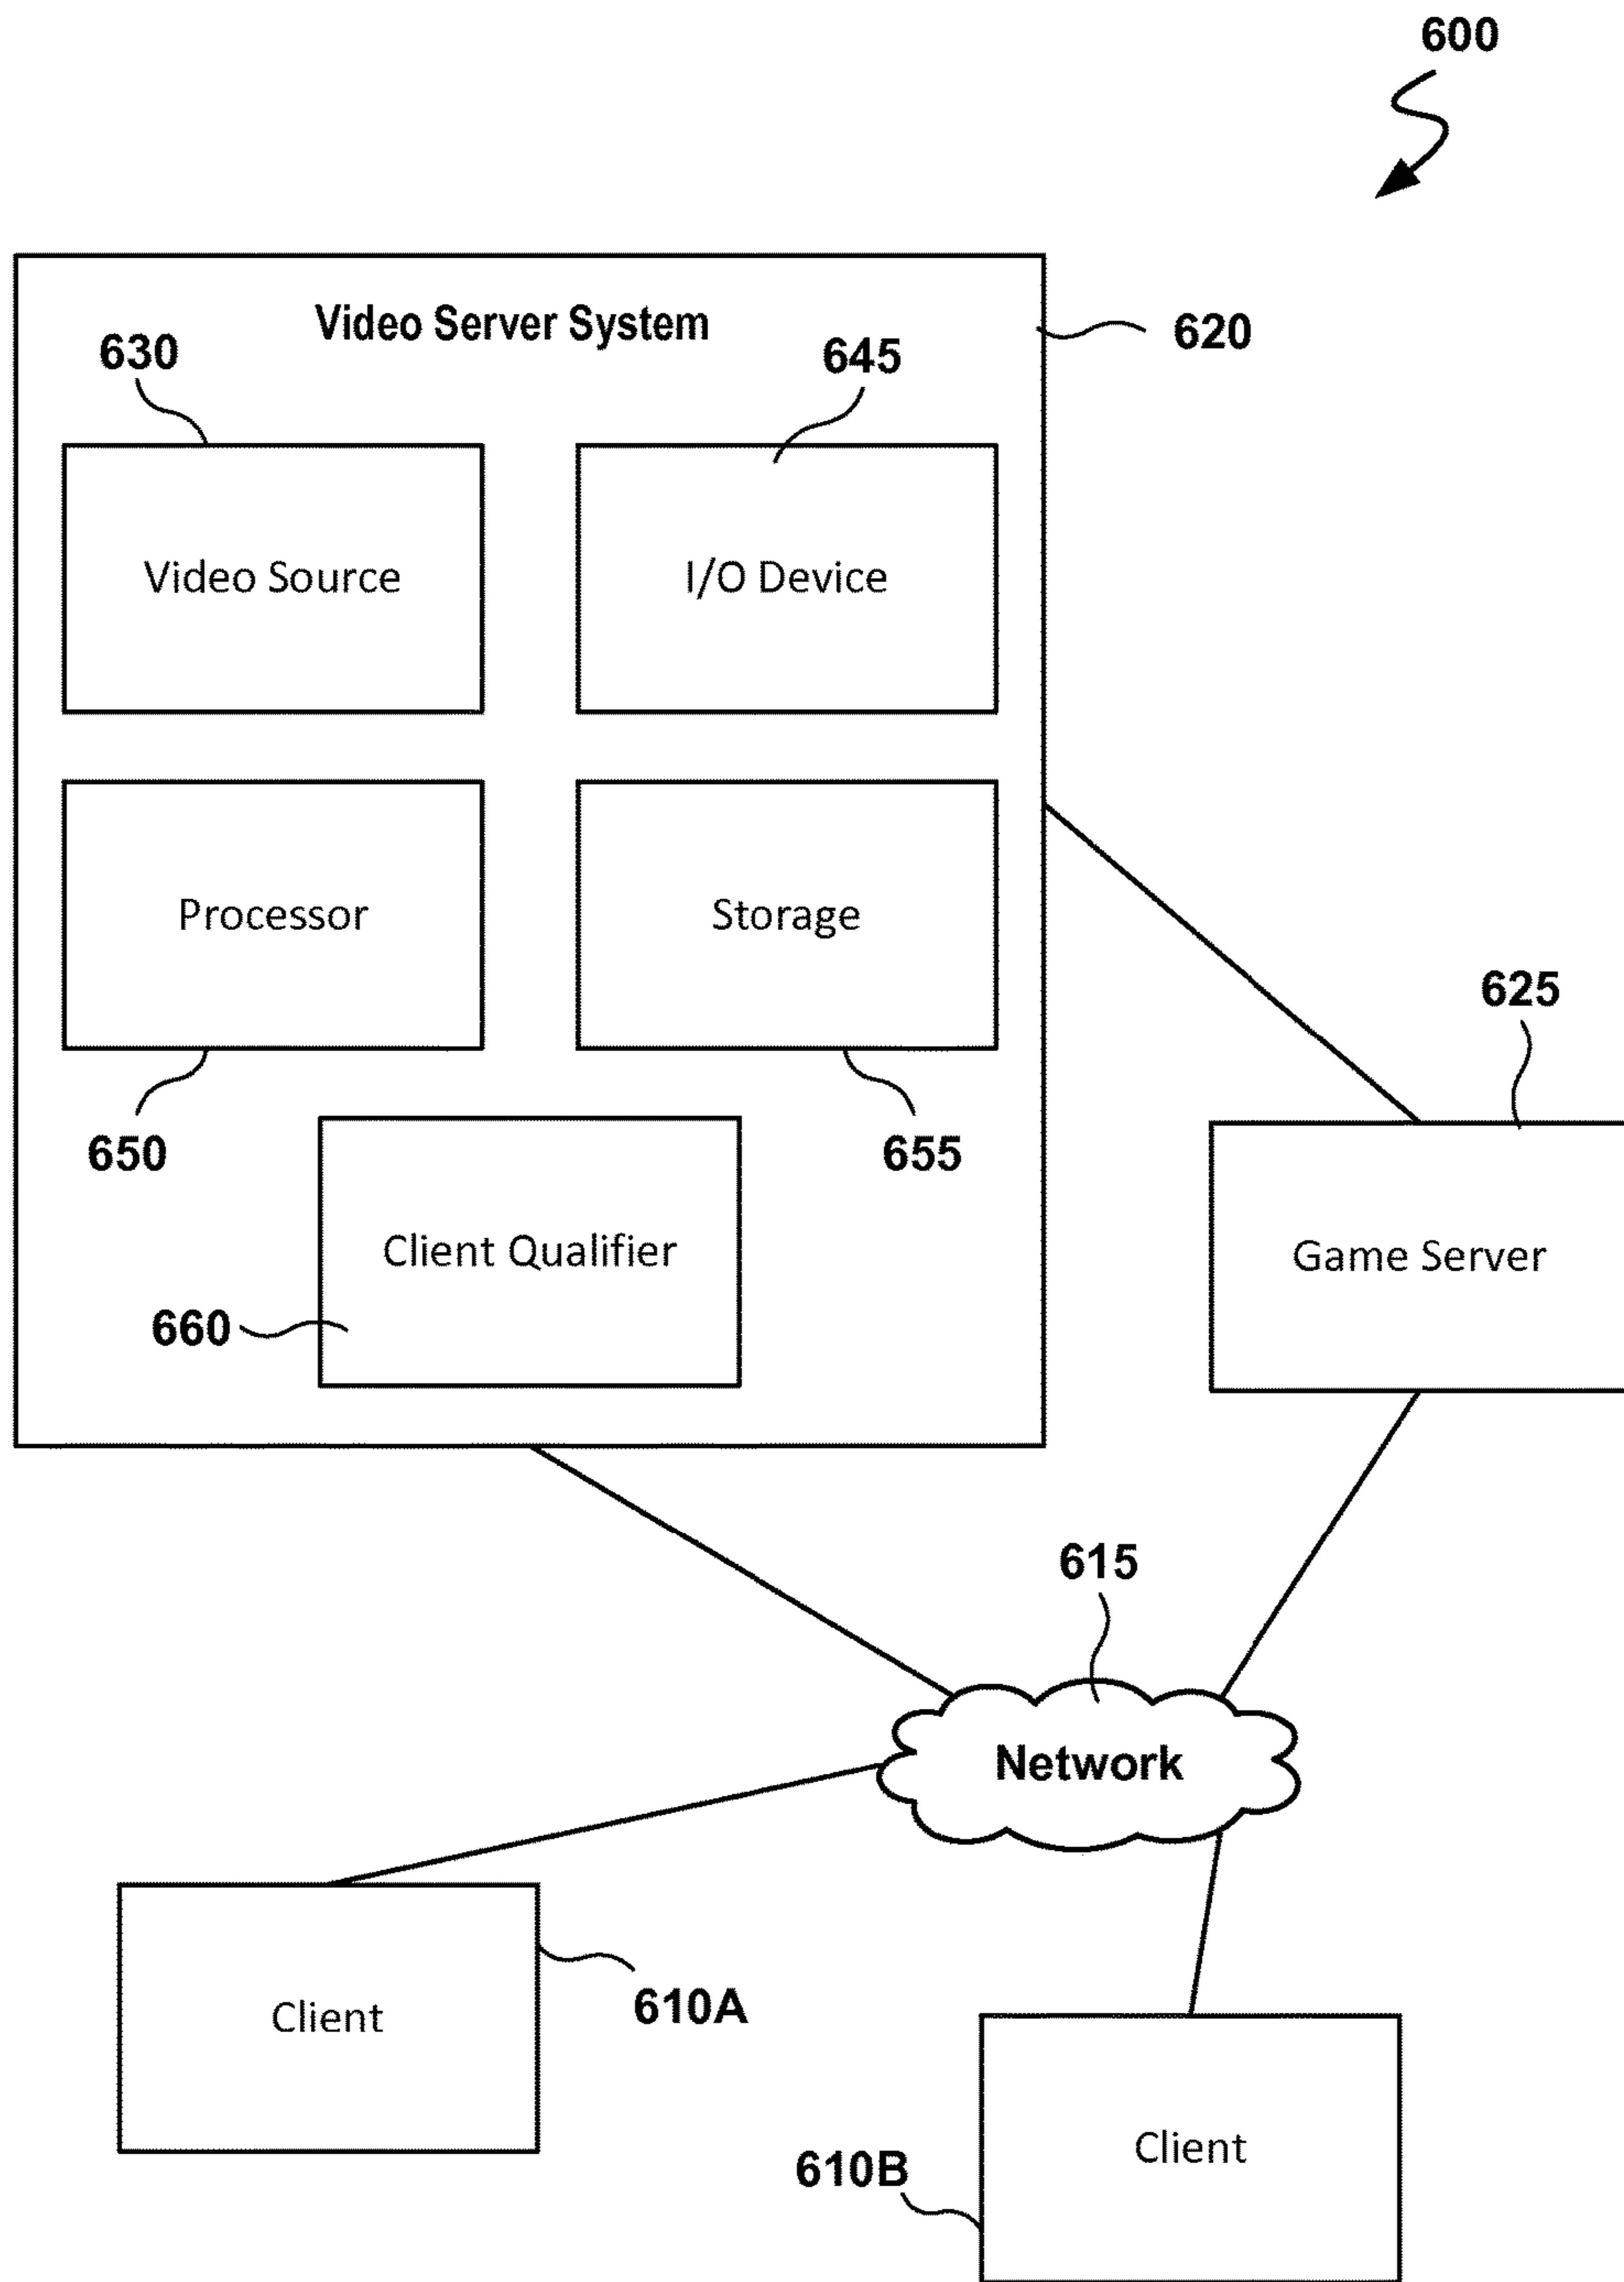 600
Video Server System
620
630
645
Video Source
I/O Device
Processor
Storage
650
655
625
Client Qualifier
Game Server
660
615
Network
Client
610A
Client
610B